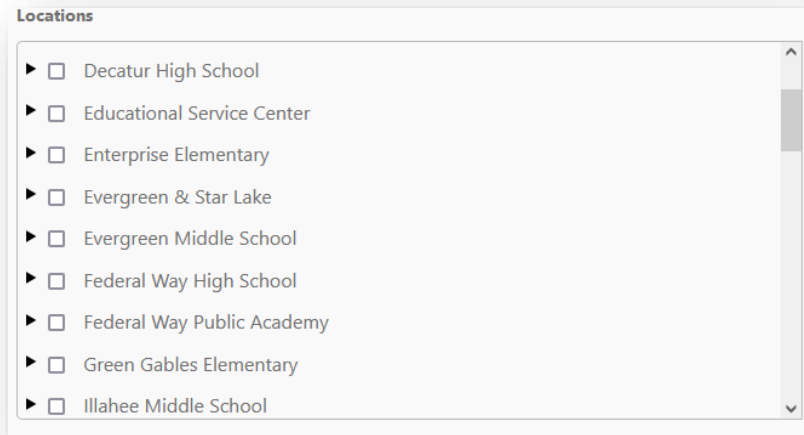 Locations
Decatur High School
Educational Service Center
Enterprise Elementary
Evergreen & Star Lake
Evergreen Middle School
Federal Way High School
Federal Way Public Academy
Green Gables Elementary
Illahee Middle School